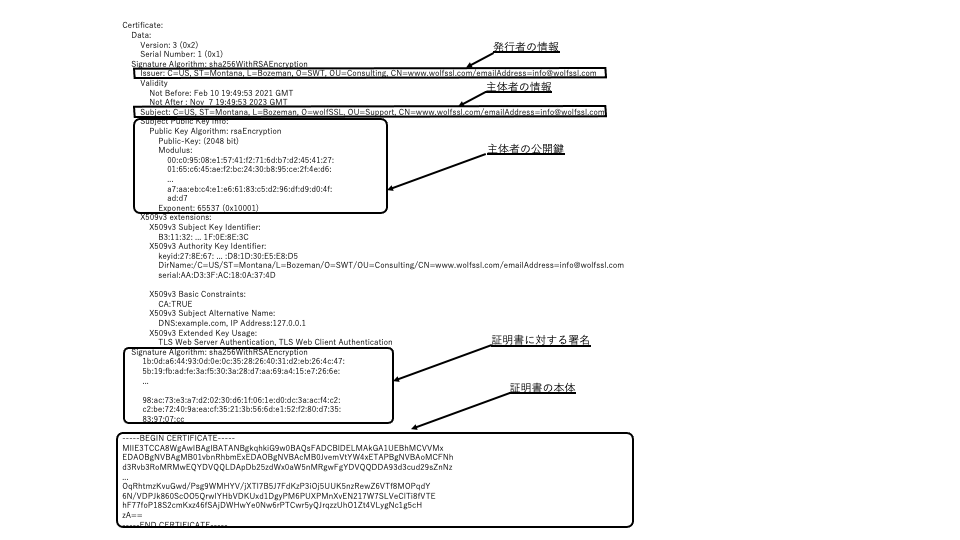 Certificate:
Data:
Version: 3 (0x2)
Serial Number: 1 (0x1)
発行者の情報
Signature Algorithm: sha256WithRSAEncryption
Issuer: C=US, ST=Montana, L=Bozeman, O=SWT, OU=Consulting, CN=www.wolfssl.com/emailAddress=info@wolfssl.com
Validity
主体者の情報
Not Before: Feb 10 19:49:53 2021 GMT
Not After : Nov 7 19:49:53 2023 GMT
Subject: C=US, ST=Montana, L=Bozeman, O=wolfSSL, OU=Support, CN=www.wolfssl.com/emailAddress=info@wolfssl.com
Subject Public Key Info:
Public Key Algorithm: rsaEncryption
Public-Key: (2048 bit)
Modulus:
主体者の公開鍵
00:c0:95:08:e1:57:41:f2:71:6d:b7:d2:45:41:27:
01:65:c6:45:ae:f2:bc:24:30:b8:95:ce:2f:4e:d6:
...
a7:aa:eb:c4:e1:e6:61:83:c5:d2:96:df:d9:d0:4f:
ad:d7
Exponent: 65537 (0x10001)
X509v3 extensions:
X509v3 Subject Key Identifier:
B3:11:32: ... 1F:0E:8E:3C
X509v3 Authority Key Identifier:
keyid:27:8E:67: ... :D8:1D:30:E5:E8:D5
DirName:/C=US/ST=Montana/L=Bozeman/O=SWT/OU=Consulting/CN=www.wolfssl.com/emailAddress=info@wolfssl.com
serial:AA:D3:3F:AC:18:0A:37:4D
X509v3 Basic Constraints:
CA:TRUE
X509v3 Subject Alternative Name:
DNS:example.com, IP Address:127.0.0.1
X509v3 Extended Key Usage:
TLS Web Server Authentication, TLS Web Client Authentication
証明書に対する署名
Signature Algorithm: sha256WithRSAEncryption
1b:0d:a6:44:93:0d:0e:0c:35:28:26:40:31:d2:eb:26:4c:47:
5b:19:fb:ad:fe:3a:f5:30:3a:28:d7:aa:69:a4:15:e7:26:6e:
...
証明書の本体
98:ac:73:e3:a7:d2:02:30:d6:1f:06:1e:d0:dc:3a:ac:f4:c2:
c2:be:72:40:9a:ea:cf:35:21:3b:56:6d:e1:52:f2:80:d7:35:
83:97:07:cc
-----BEGIN CERTIFICATE-----
MIIE3TCCA8WgAwIBAgIBATANBgkqhkiG9w0BAQsFADCBlDELMAkGA1UEBhMCVVMx
EDAOBgNVBAgMB01vbnRhbmExEDAOBgNVBAcMB0JvemVtYW4xETAPBgNVBAoMCFNh
d3Rvb3RoMRMwEQYDVQQLDApDb25zdWx0aW5nMRgwFgYDVQQDDA93d3cud29sZnNz
...
OqRhtmzKvuGwd/Psg9WMHYV/jXTI7B5J7FdKzP3iOj5UUK5nzRewZ6VTf8MOPqdY
6N/VDPJk860ScOO5QrwIYHbVDKUxd1DgyPM6PUXPMnXvEN217W7SLVeClTi8fVTE
hF77foP18S2cmKxz46fSAjDWHwYe0Nw6rPTCwr5yQJrqzzUhO1Zt4VLygNc1g5cH
zA==
-----END CERTIFICATE-----